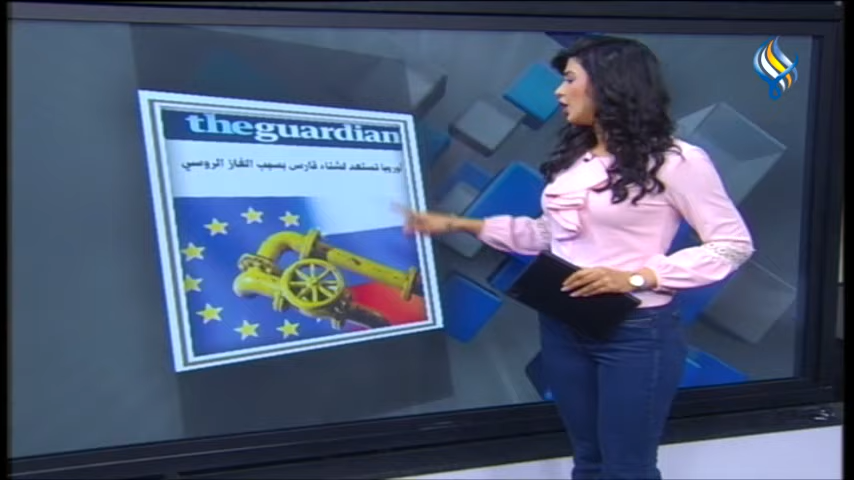 theguardian
أوروبا تستعد لشتاء قارس بسبب الغاز الروسي